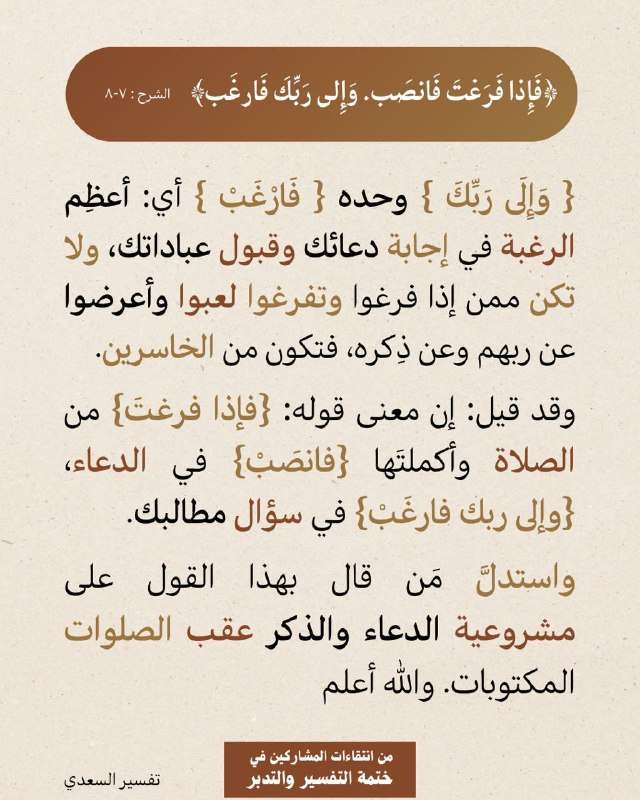 ﴿فَإِذا فَرَغتَ فَانصَب. وَإِلى رَبِّكَ فَارغَب﴾ الشرح : ٧-٨
{ وَإِلَى رَبِّكَ } وحده { فَارْغَبْ } أي: أعظِم
الرغبة في إجابة دعائك وقبول عباداتك، ولا
تكن ممن إذا فرغوا وتفرغوا لعبوا وأعرضوا
عن ربهم وعن ذِكره، فتكون من الخاسرين.
وقد قيل: إن معنى قوله: {فإذا فرغتَ} من
الصلاة وأكملتَها {فانصَبْ} في الدعاء،
{وإلى ربك فارغَبْ} في سؤال مطالبك.
واستدلَّ مَن قال بهذا القول على
مشروعية الدعاء والذكر عقب الصلوات
المكتوبات. والله أعلم
من انتقاءات المشاركين في
ختمة التفسير والتدبر
تفسير السعدي